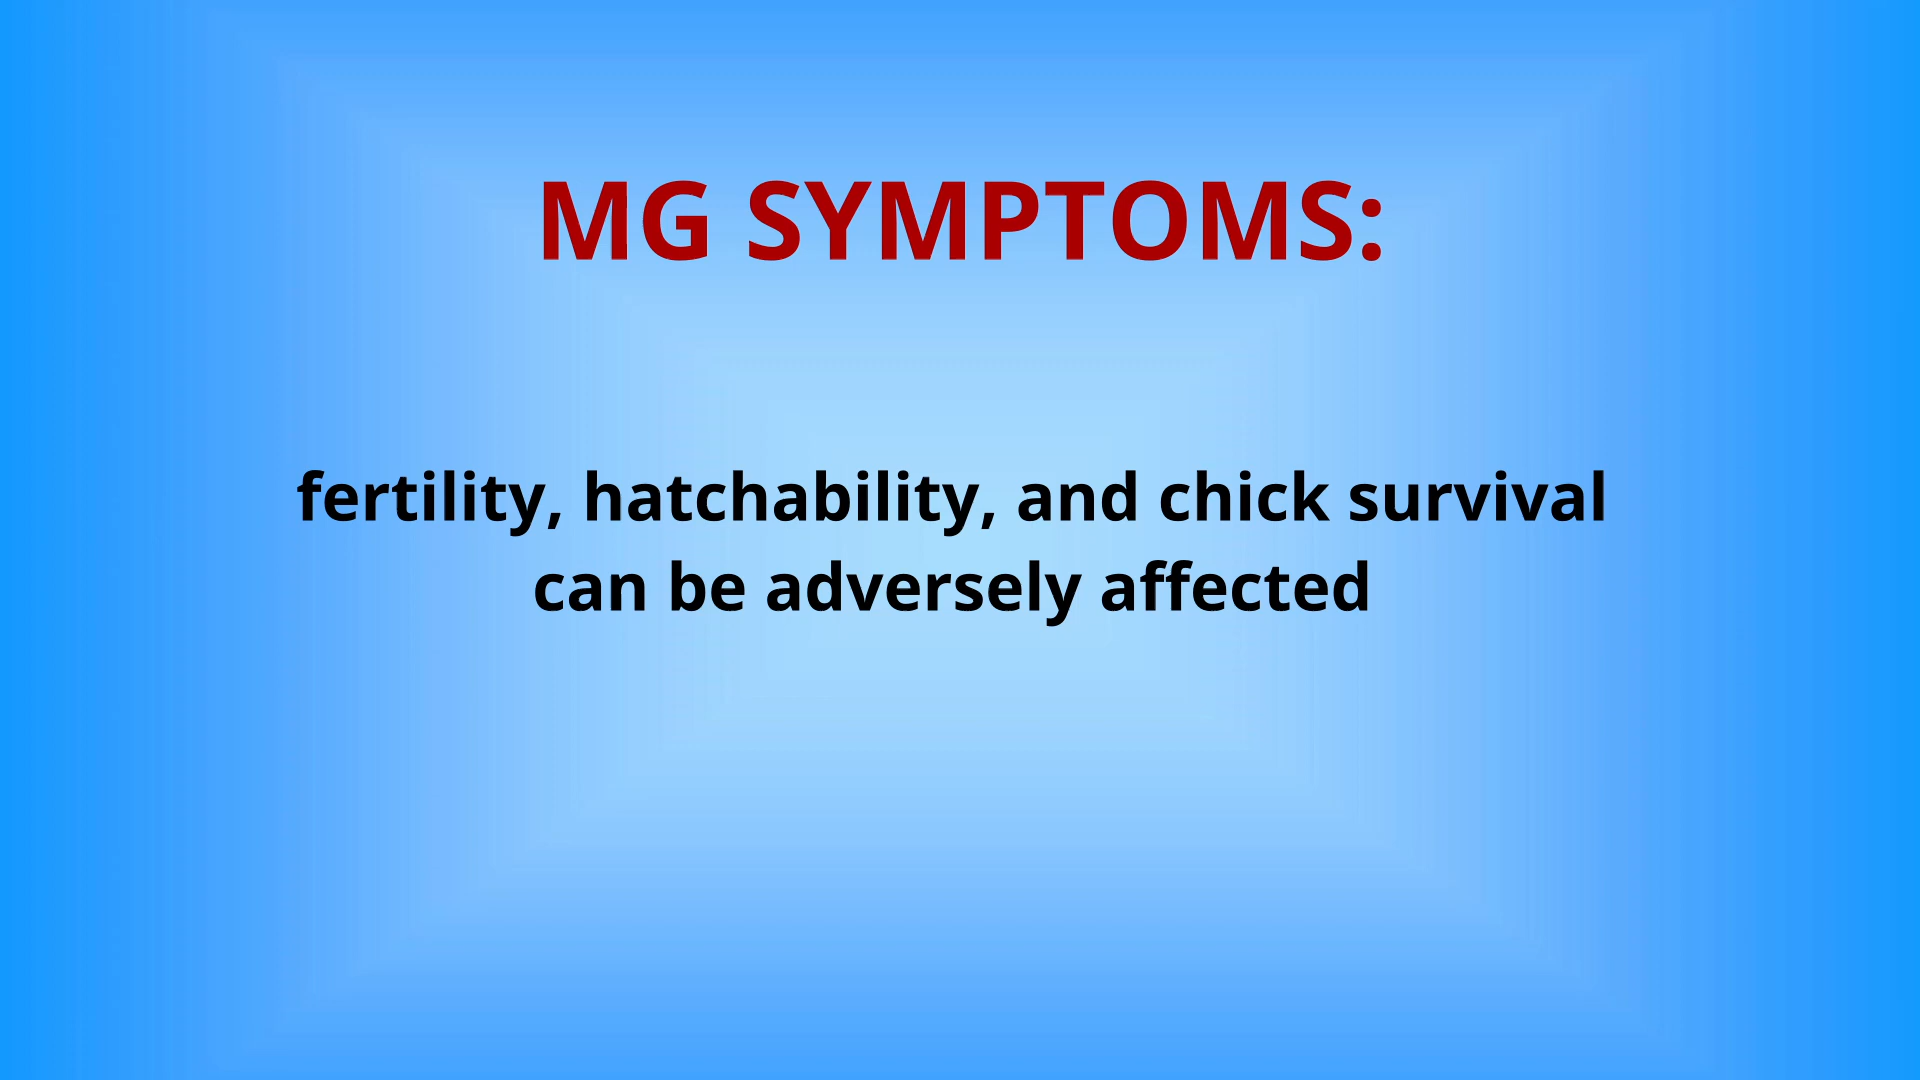 MG SYMPTOMS:
fertility, hatchability, and chick survival
can be adversely affected